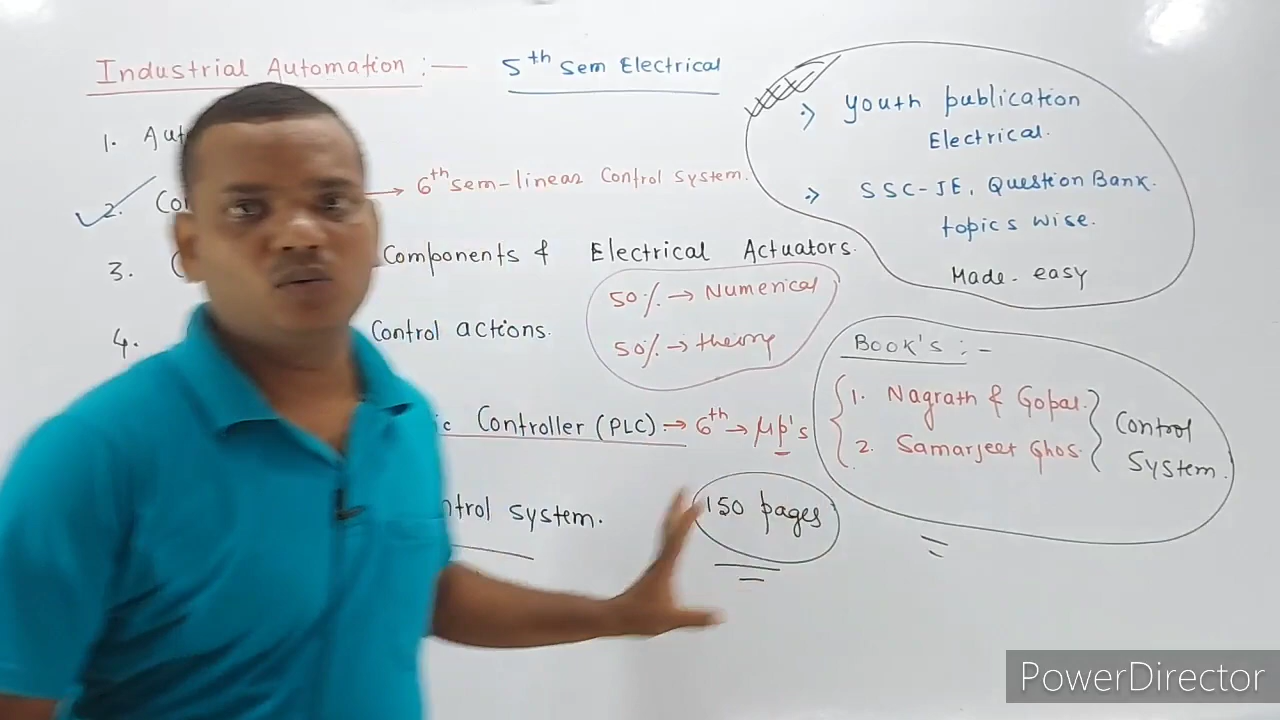 Industrial Automation :— 5th Sem Electrical
1. Aut
2. Co → 6th sem-linear Control System.
3. C Components & Electrical Actuators.
50% → Numerical
50% → theory
4. Control actions.
ic Controller (PLC) → 6th → μp's
ntrol system.
150 pages
:) Youth publication
Electrical.
:) SSC-JE, Question Bank.
topics wise.
Made-easy
Book's :-
1. Nagrath & Gopal.
2. Samarjeet Ghos.
Control
System.
PowerDirector